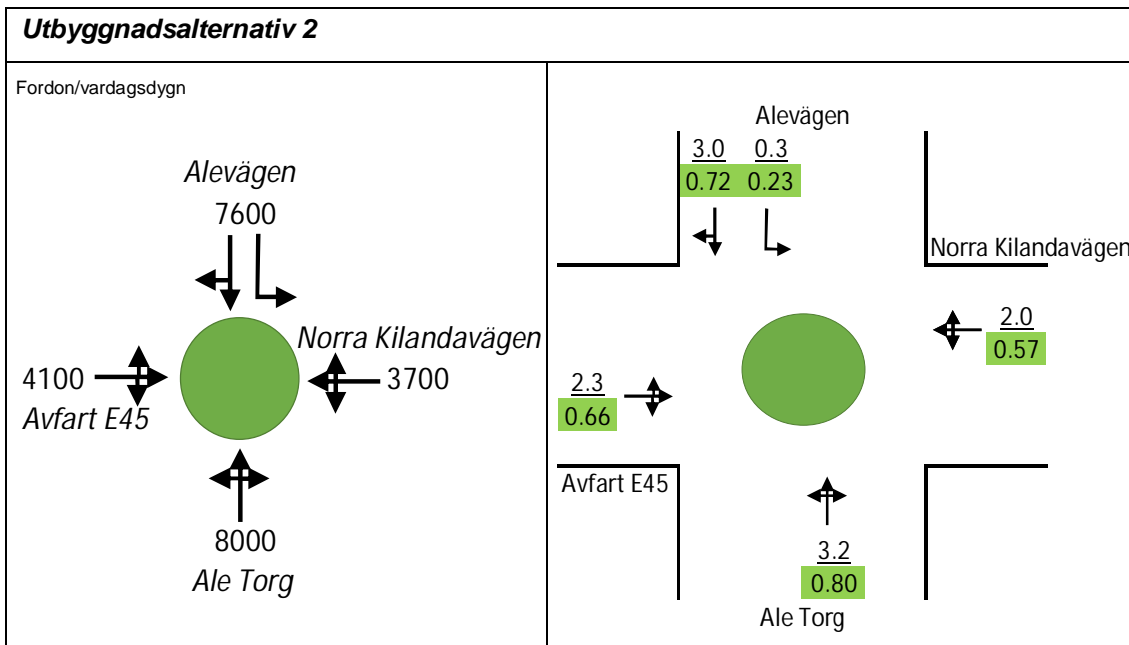 Utbyggnadsalternativ 2
Fordon/vardagsdygn
Alevägen
7600
Norra Kilandavägen
4100
3700
Avfart E45
8000
Ale Torg
Alevägen
3.0 0.3
0.72 0.23
Norra Kilandavägen
2.0
0.57
2.3
0.66
Avfart E45
3.2
0.80
Ale Torg